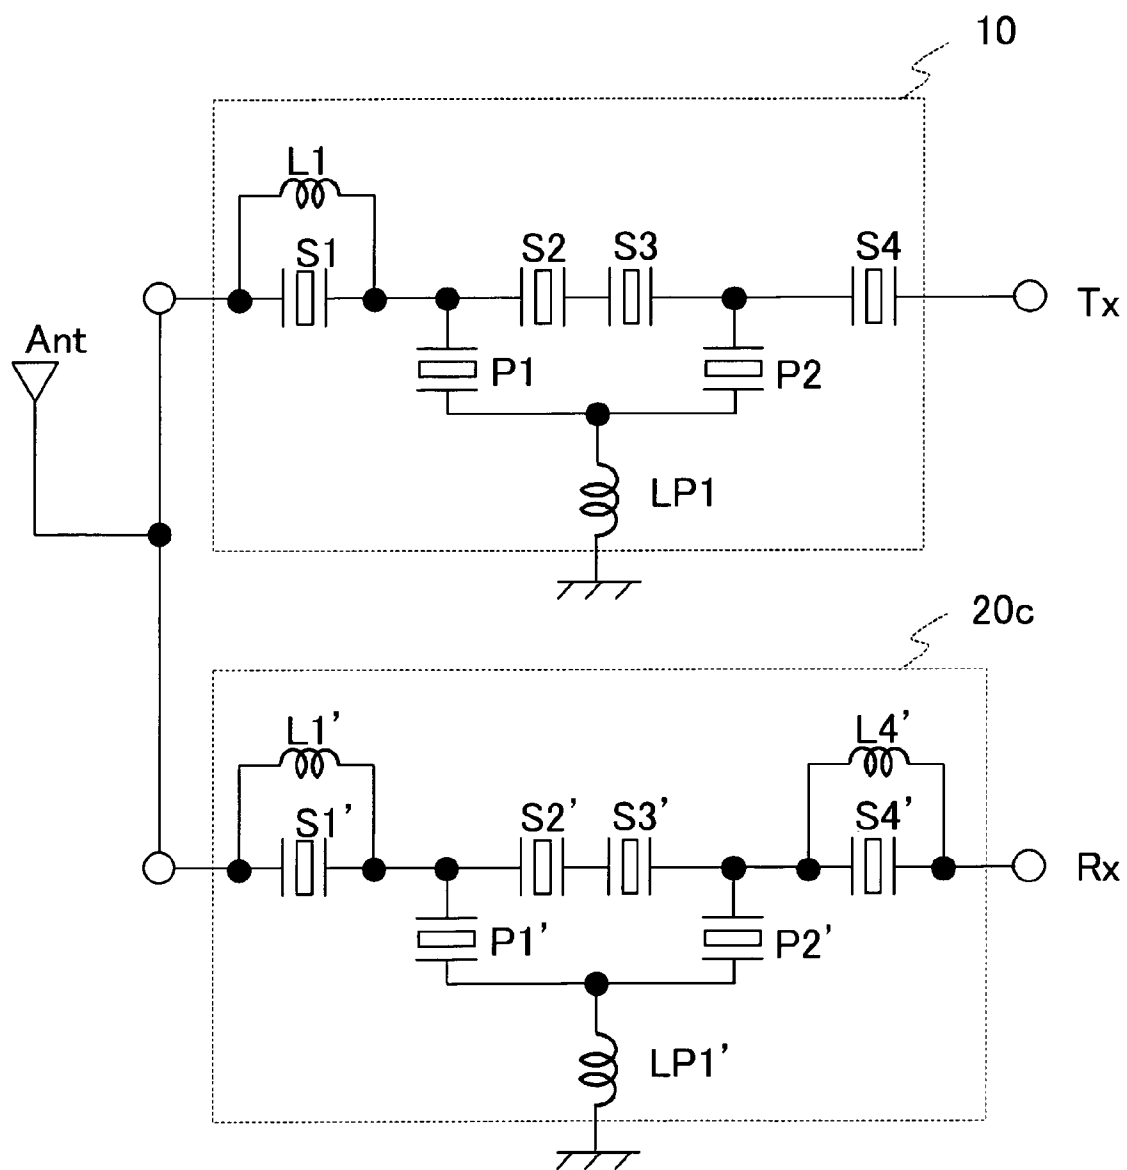 10
L1
S1
S2
S3
S4
Tx
Ant
P1
P2
LP1
20c
L1’
L4’
S1’
S2’
S3’
S4’
Rx
P1’
P2’
LP1’